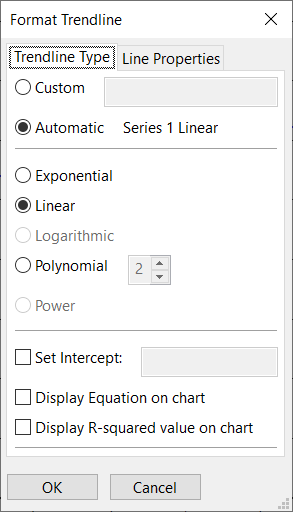 Format Trendline
Trendline Type Line Properties
Custom
Automatic Series 1 Linear
Exponential
Linear
Logarithmic
Polynomial 2
Power
Set Intercept:
Display Equation on chart
Display R-squared value on chart
OK Cancel